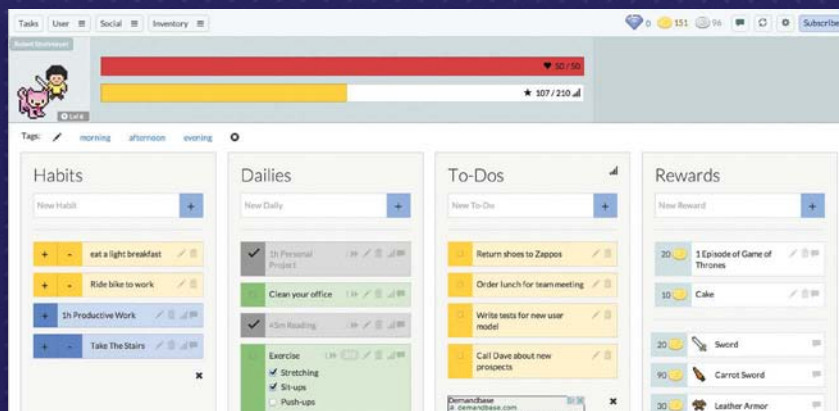 Tasks User Social Inventory 0 151 96 Subscribe
50 / 50
107 / 210
Tags: morning afternoon evening
Habits
New Habit
eat a light breakfast
Ride bike to work
1h Productive Work
Take The Stairs
Dailies
New Daily
1h Personal
Project
Clean your office
45m Reading
Exercise
Stretching
Sit-ups
Push-ups
To-Dos
New To-Do
Return shoes to Zappos
Order lunch for team meeting
Write tests for new user
model
Call Dave about new
prospects
Demandbase
demandbase.com
Rewards
New Reward
20 1 Episode of Game of
Thrones
10 Cake
20 Sword
90 Carrot Sword
30 Leather Armor